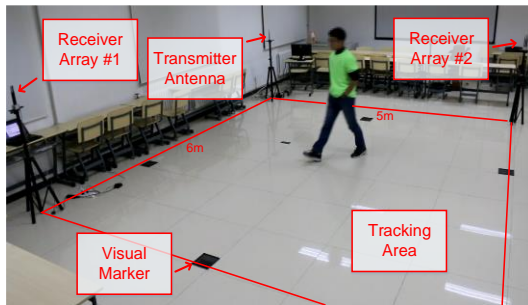 Receiver
Array #1
Transmitter
Antenna
Receiver
Array #2
5m
6m
Visual
Marker
Tracking
Area